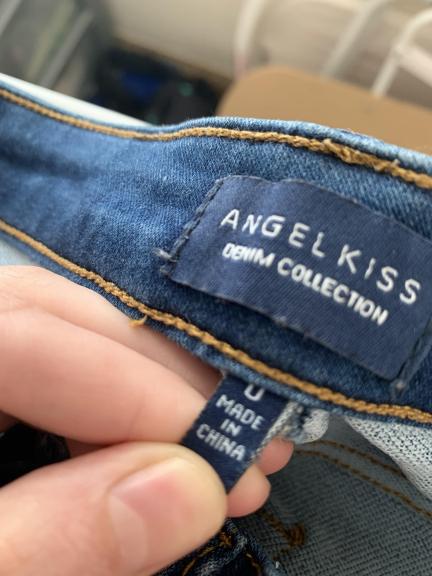 ANGEL KISS
DENIM COLLECTION
MADE
IN
CHINA